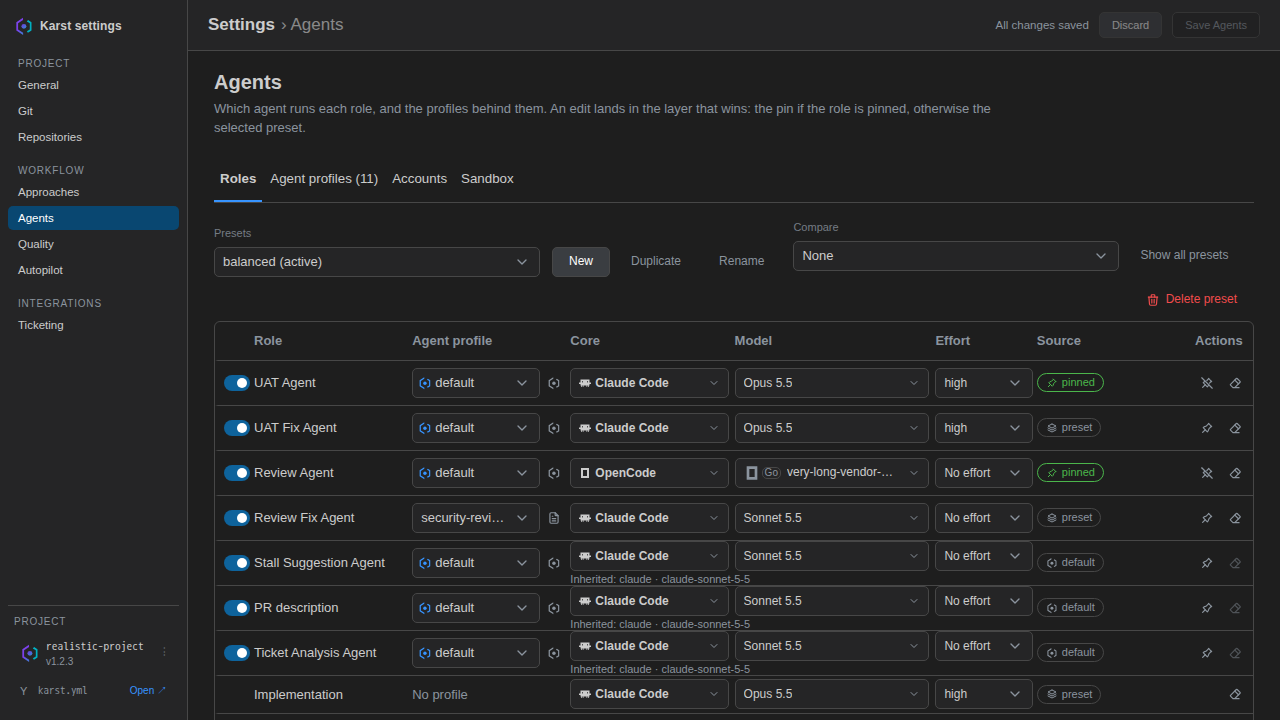 Karst settings
Settings › Agents
All changes saved
Discard
Save Agents
PROJECT
General
Git
Repositories
WORKFLOW
Approaches
Agents
Quality
Autopilot
INTEGRATIONS
Ticketing
PROJECT
realistic-project
v1.2.3
Y karst.yml
Open ↗
Agents
Which agent runs each role, and the profiles behind them. An edit lands in the layer that wins: the pin if the role is pinned, otherwise the
selected preset.
Roles Agent profiles (11) Accounts Sandbox
Presets
balanced (active)
New
Duplicate
Rename
Compare
None
Show all presets
Delete preset
Role Agent profile Core Model Effort Source Actions
UAT Agent default Claude Code Opus 5.5 high pinned
UAT Fix Agent default Claude Code Opus 5.5 high preset
Review Agent default OpenCode Go very-long-vendor-… No effort pinned
Review Fix Agent security-revi… Claude Code Sonnet 5.5 No effort preset
Stall Suggestion Agent default Claude Code Sonnet 5.5 No effort default
Inherited: claude · claude-sonnet-5-5
PR description default Claude Code Sonnet 5.5 No effort default
Inherited: claude · claude-sonnet-5-5
Ticket Analysis Agent default Claude Code Sonnet 5.5 No effort default
Inherited: claude · claude-sonnet-5-5
Implementation No profile Claude Code Opus 5.5 high preset